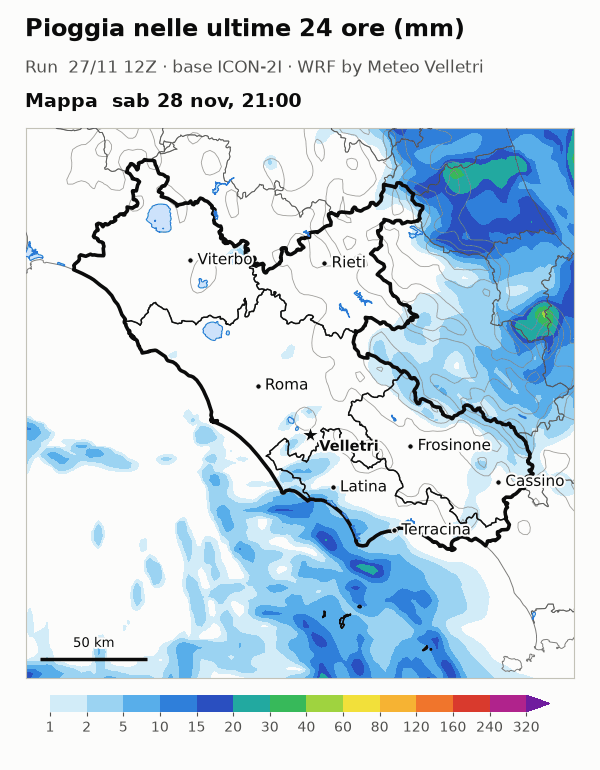 Pioggia nelle ultime 24 ore (mm)
Run  27/11 12Z · base ICON-2I · WRF by Meteo Velletri
Mappa  sab 28 nov, 21:00
Viterbo
Rieti
Roma
Velletri
Frosinone
Cassino
Latina
Terracina
50 km
1 2 5 10 15 20 30 40 60 80 120 160 240 320